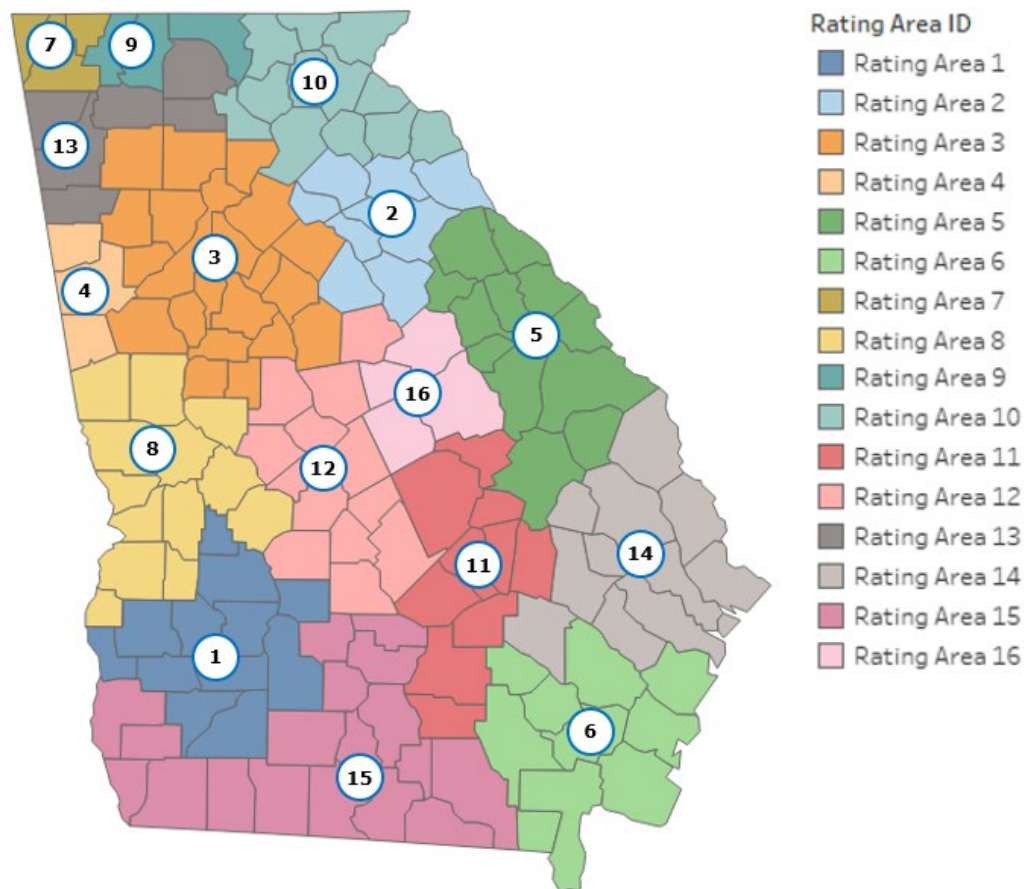 Rating Area ID
Rating Area 1
Rating Area 2
Rating Area 3
Rating Area 4
Rating Area 5
Rating Area 6
Rating Area 7
Rating Area 8
Rating Area 9
Rating Area 10
Rating Area 11
Rating Area 12
Rating Area 13
Rating Area 14
Rating Area 15
Rating Area 16
7
9
10
13
2
3
4
5
16
8
12
14
11
1
6
15